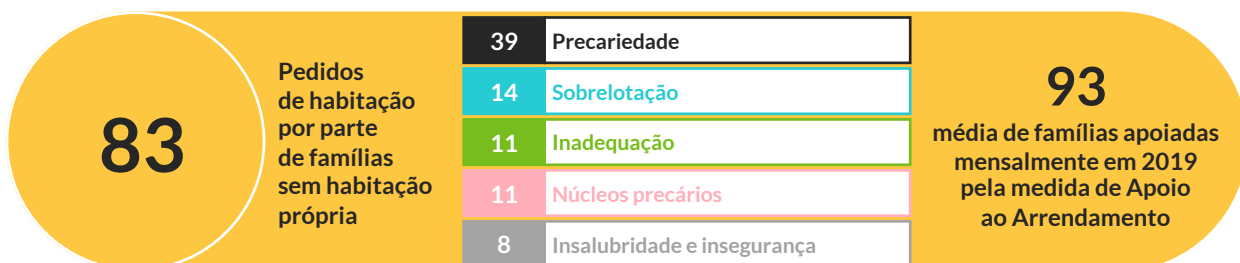 83
Pedidos
de habitação
por parte
de famílias
sem habitação
própria
39 Precariedade
14 Sobrelotação
11 Inadequação
11 Núcleos precários
8 Insalubridade e insegurança
93
média de famílias apoiadas
mensalmente em 2019
pela medida de Apoio
ao Arrendamento